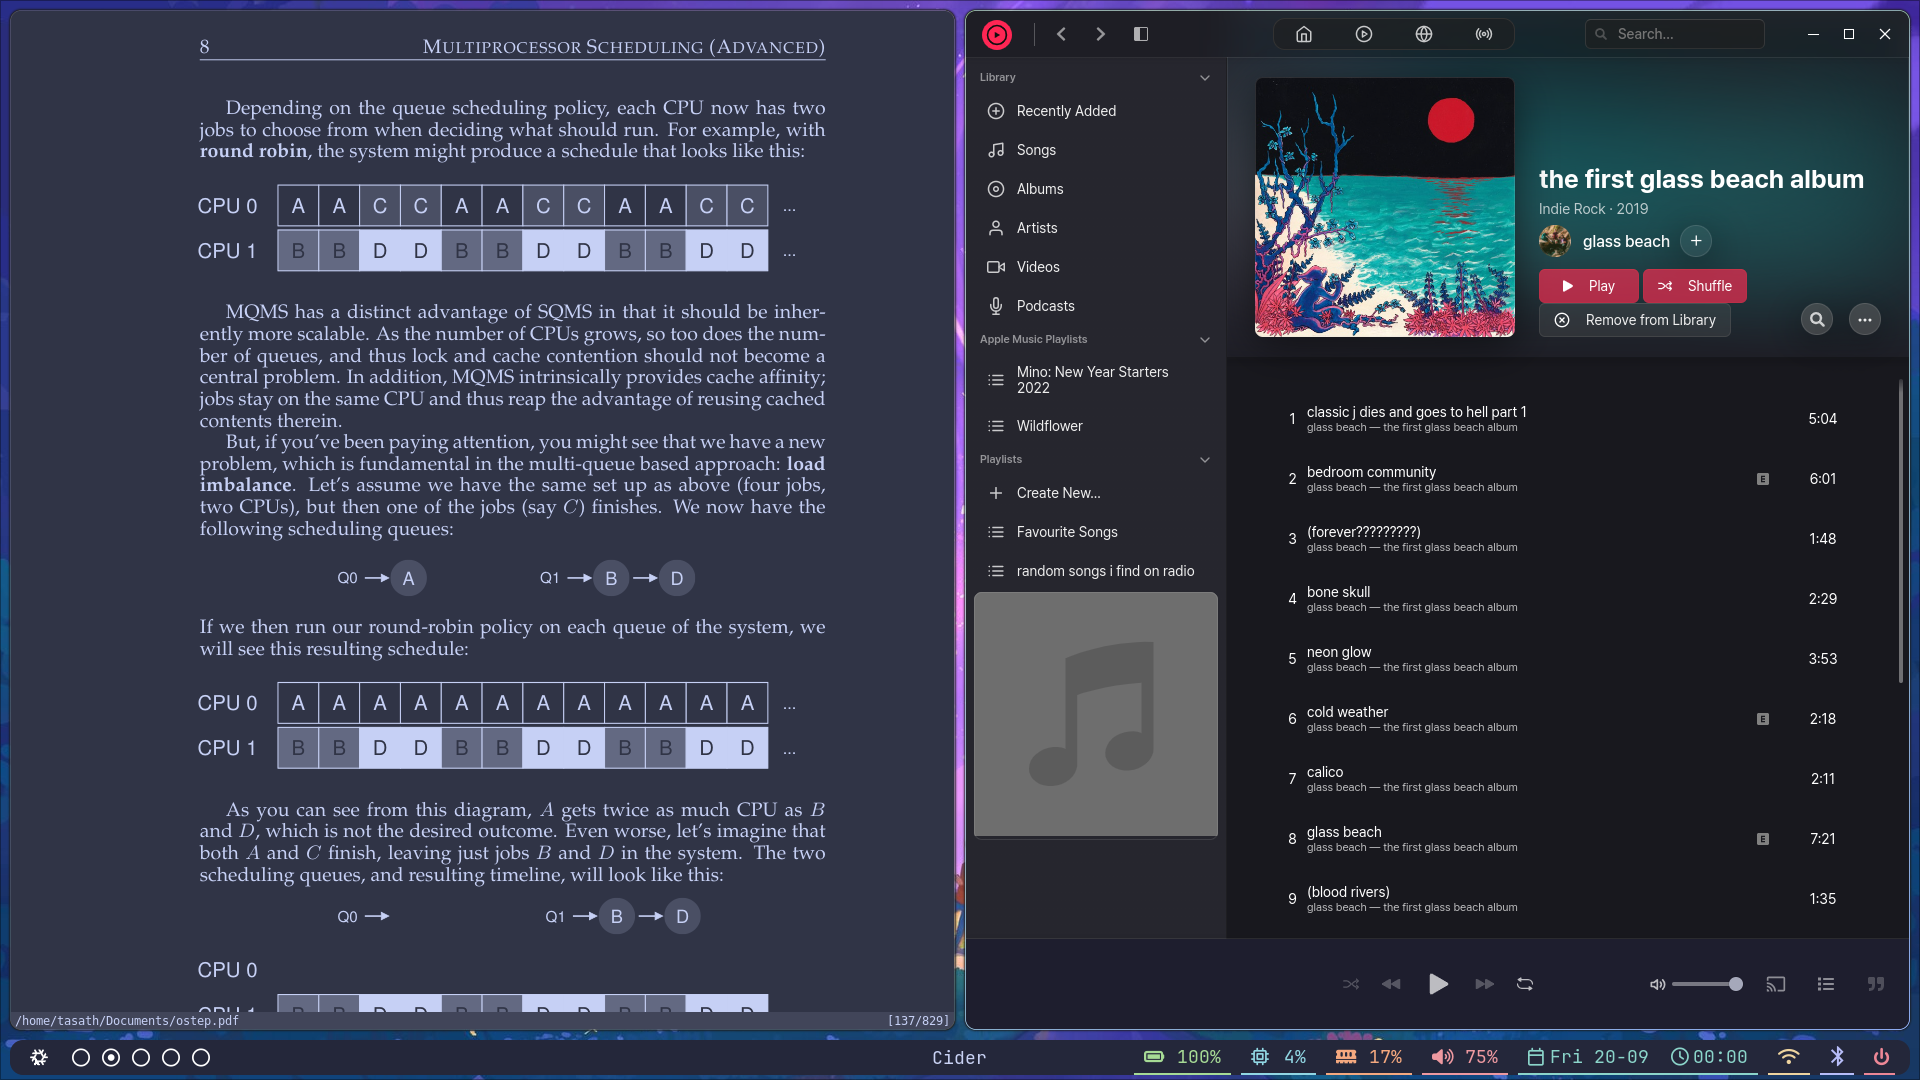 8 MULTIPROCESSOR SCHEDULING (ADVANCED)
Depending on the queue scheduling policy, each CPU now has two
jobs to choose from when deciding what should run. For example, with
round robin, the system might produce a schedule that looks like this:
CPU 0 A A C C A A C C A A C C ...
CPU 1 B B D D B B D D B B D D ...
MQMS has a distinct advantage of SQMS in that it should be inher-
ently more scalable. As the number of CPUs grows, so too does the num-
ber of queues, and thus lock and cache contention should not become a
central problem. In addition, MQMS intrinsically provides cache affinity;
jobs stay on the same CPU and thus reap the advantage of reusing cached
contents therein.
But, if you've been paying attention, you might see that we have a new
problem, which is fundamental in the multi-queue based approach: load
imbalance. Let's assume we have the same set up as above (four jobs,
two CPUs), but then one of the jobs (say C) finishes. We now have the
following scheduling queues:
Q0 A Q1 B D
If we then run our round-robin policy on each queue of the system, we
will see this resulting schedule:
CPU 0 A A A A A A A A A A A A ...
CPU 1 B B D D B B D D B B D D ...
As you can see from this diagram, A gets twice as much CPU as B
and D, which is not the desired outcome. Even worse, let's imagine that
both A and C finish, leaving just jobs B and D in the system. The two
scheduling queues, and resulting timeline, will look like this:
Q0 Q1 B D
CPU 0
CPU 1 B B D D B B D D B B D D ...
/home/tasath/Documents/ostep.pdf [137/829]
Search...
Library
Recently Added
Songs
Albums
Artists
Videos
Podcasts
Apple Music Playlists
Mino: New Year Starters
2022
Wildflower
Playlists
Create New...
Favourite Songs
random songs i find on radio
the first glass beach album
Indie Rock · 2019
glass beach
Play Shuffle
Remove from Library
1 classic j dies and goes to hell part 1 5:04
glass beach — the first glass beach album
2 bedroom community E 6:01
glass beach — the first glass beach album
3 (forever?????????) 1:48
glass beach — the first glass beach album
4 bone skull 2:29
glass beach — the first glass beach album
5 neon glow 3:53
glass beach — the first glass beach album
6 cold weather E 2:18
glass beach — the first glass beach album
7 calico 2:11
glass beach — the first glass beach album
8 glass beach E 7:21
glass beach — the first glass beach album
9 (blood rivers) 1:35
glass beach — the first glass beach album
Cider 100% 4% 17% 75% Fri 20-09 00:00